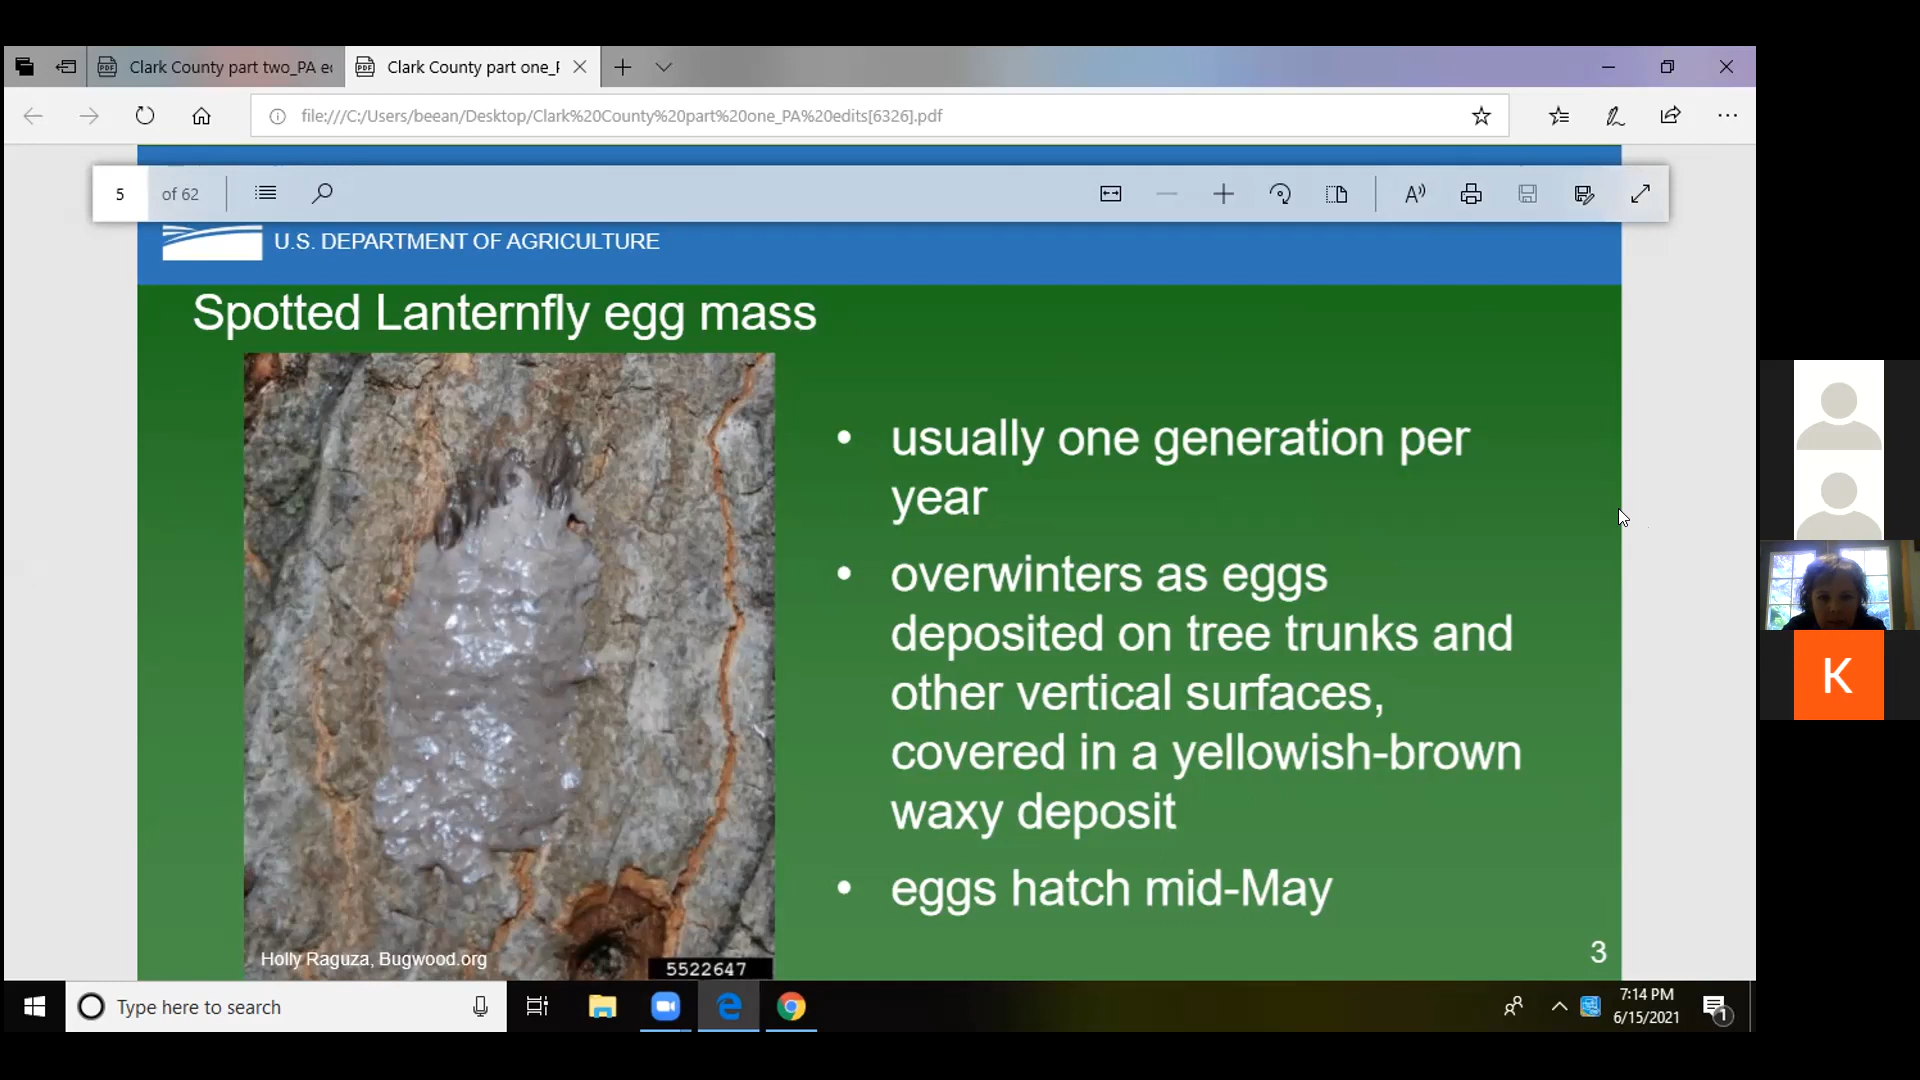 Clark County part two_PA ec
Clark County part one_F
file:///C:/Users/beean/Desktop/Clark%20County%20part%20one_PA%20edits[6326].pdf
5 of 62
U.S. DEPARTMENT OF AGRICULTURE
Spotted Lanternfly egg mass
• usually one generation per
year
• overwinters as eggs
deposited on tree trunks and
other vertical surfaces,
covered in a yellowish-brown
waxy deposit
• eggs hatch mid-May
Holly Raguza, Bugwood.org
5522647
3
K
Type here to search
7:14 PM
6/15/2021
1